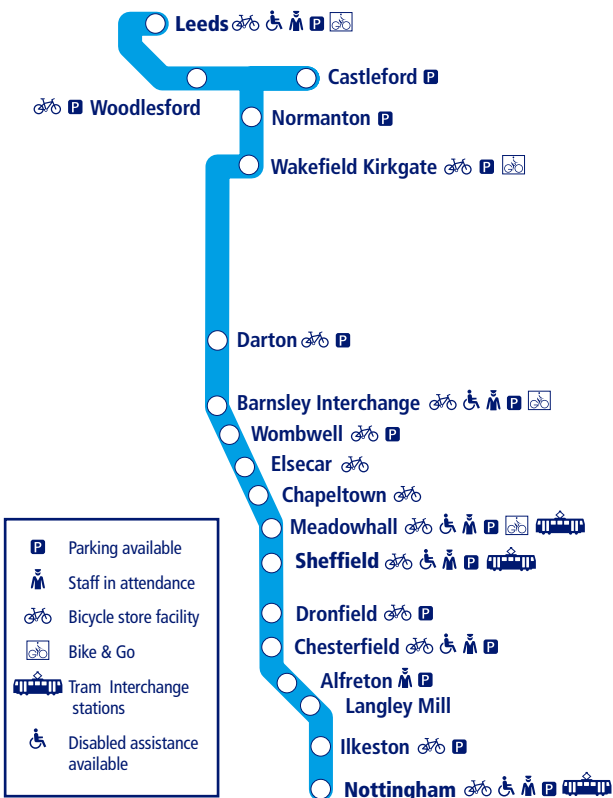 Leeds P
Castleford P
P Woodlesford
Normanton P
Wakefield Kirkgate P
Darton P
Barnsley Interchange P
Wombwell P
Elsecar
Chapeltown
Meadowhall P
Sheffield P
Dronfield P
Chesterfield P
Alfreton P
Langley Mill
Ilkeston P
Nottingham P
P Parking available
Staff in attendance
Bicycle store facility
Bike & Go
Tram Interchange
stations
Disabled assistance
available